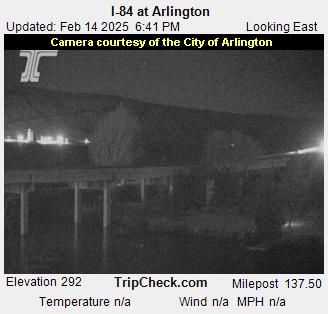 I-84 at Arlington
Updated: Feb 14 2025 6:41 PM Looking East
Camera courtesy of the City of Arlington
Elevation 292 TripCheck.com Milepost 137.50
Temperature n/a Wind n/a MPH n/a